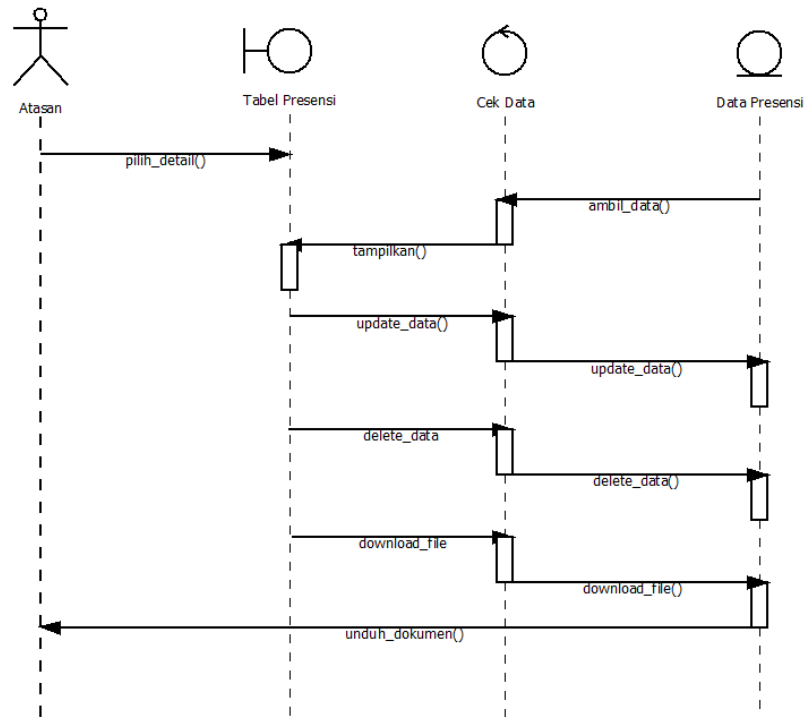 Atasan
Tabel Presensi
Cek Data
Data Presensi
pilih_detail()
ambil_data()
tampilkan()
update_data()
update_data()
delete_data
delete_data()
download_file
download_file()
unduh_dokumen()